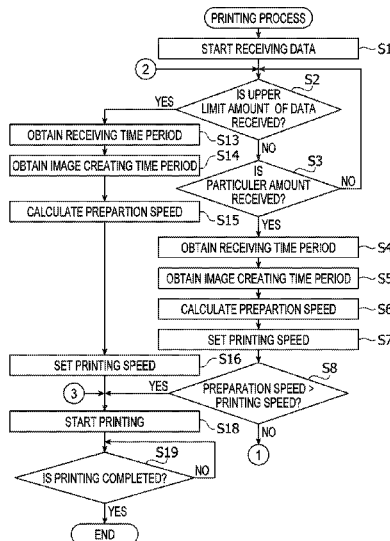 PRINTING PROCESS
START RECEIVING DATA
S1
2
S2
IS UPPER
LIMIT AMOUNT OF DATA
RECEIVED?
YES
NO
OBTAIN RECEIVING TIME PERIOD
S13
S14
OBTAIN IMAGE CREATING TIME PERIOD
S3
IS
PARTICULER AMOUNT
RECEIVED?
NO
YES
CALCULATE PREPARTION SPEED
S15
OBTAIN RECEIVING TIME PERIOD
S4
OBTAIN IMAGE CREATING TIME PERIOD
S5
CALCULATE PREPARTION SPEED
S6
SET PRINTING SPEED
S7
SET PRINTING SPEED
S16
S8
PREPARATION SPEED >
PRINTING SPEED?
YES
NO
3
1
START PRINTING
S18
S19
IS PRINTING COMPLETED?
NO
YES
END